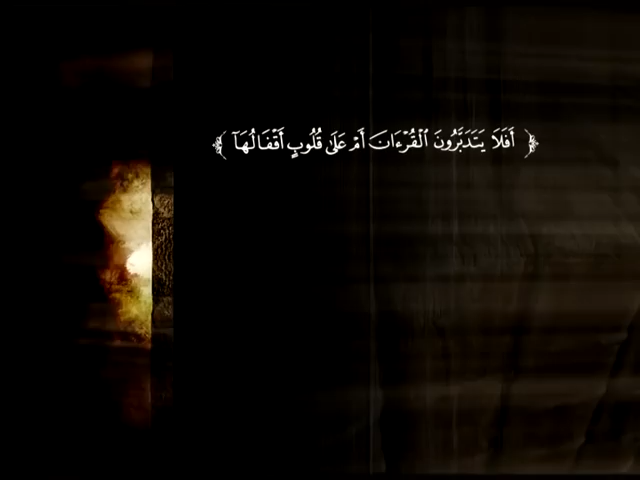 ﴿ أَفَلَا يَتَدَبَّرُونَ ٱلْقُرْءَانَ أَمْ عَلَىٰ قُلُوبٍ أَقْفَالُهَآ ﴾